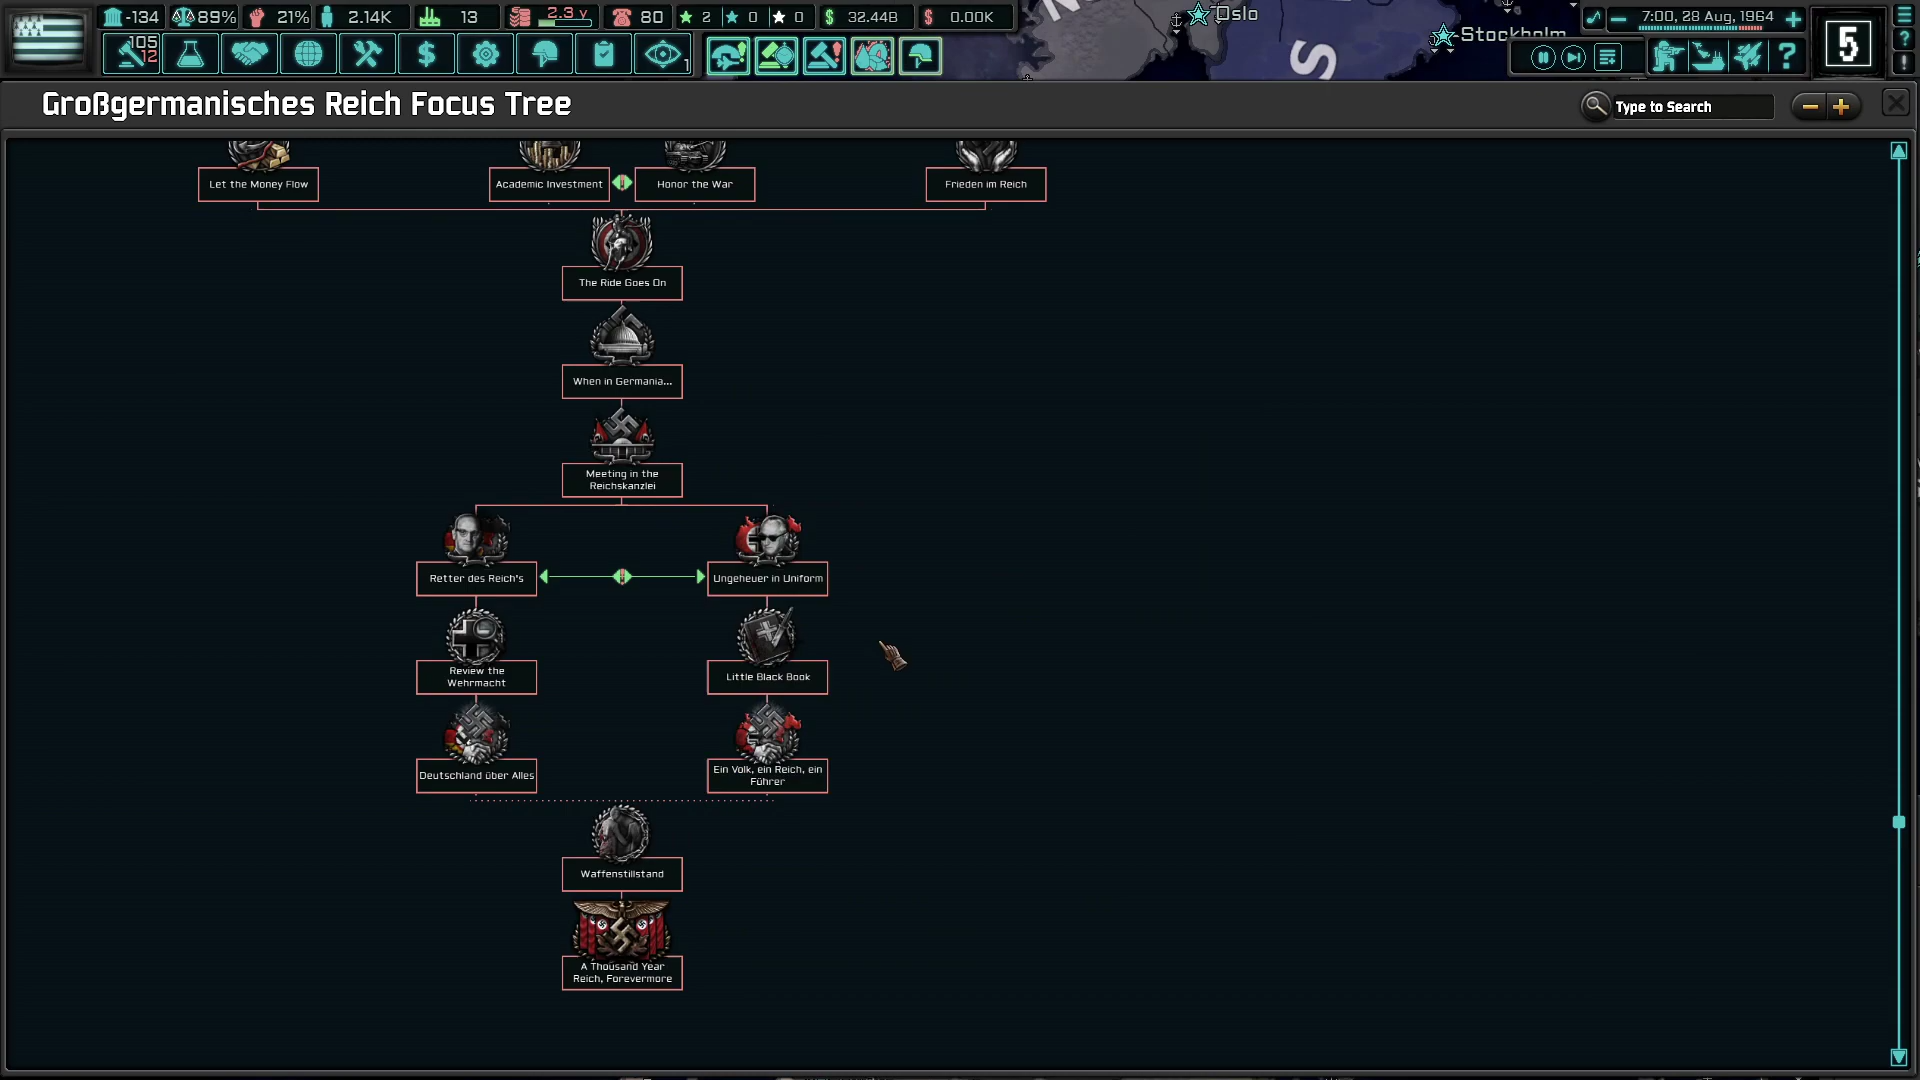 -134
89%
21%
2.14K
13
2.3 y
80
2
0
0
32.44B
0.00K
Oslo
Stockholm
7:00, 28 Aug, 1964
5
105
12
1
S
Großgermanisches Reich Focus Tree
Type to Search
Let the Money Flow
Academic Investment
Honor the War
Frieden im Reich
The Ride Goes On
When in Germania...
Meeting in the
Reichskanzlei
Retter des Reich's
Ungeheuer in Uniform
Review the
Wehrmacht
Little Black Book
Deutschland über Alles
Ein Volk, ein Reich, ein
Führer
Waffenstillstand
A Thousand Year
Reich, Forevermore